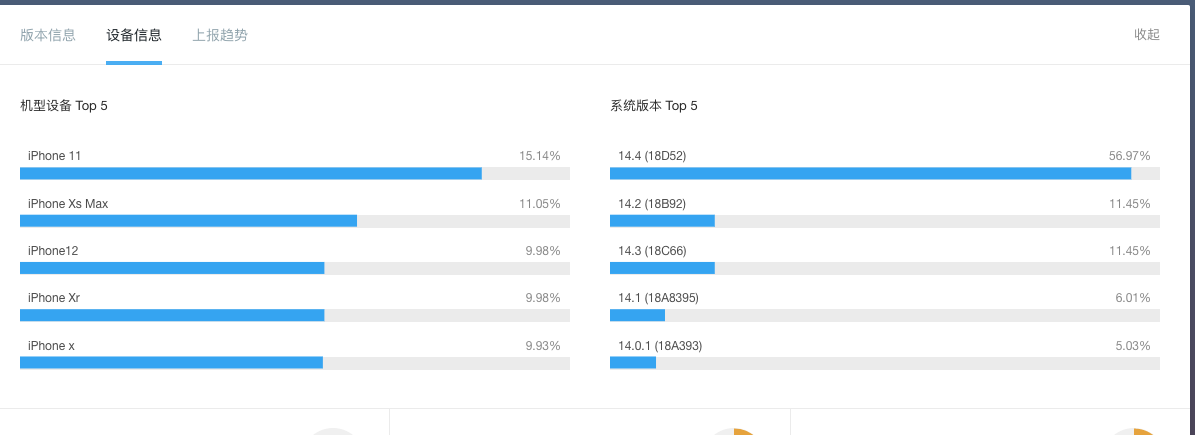 版本信息 设备信息 上报趋势 收起
机型设备 Top 5
iPhone 11 15.14%
iPhone Xs Max 11.05%
iPhone12 9.98%
iPhone Xr 9.98%
iPhone x 9.93%
系统版本 Top 5
14.4 (18D52) 56.97%
14.2 (18B92) 11.45%
14.3 (18C66) 11.45%
14.1 (18A8395) 6.01%
14.0.1 (18A393) 5.03%